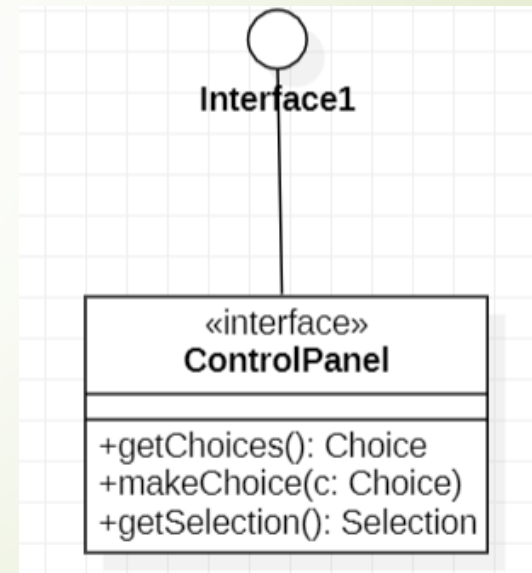 Interface1
«interface»
ControlPanel
+getChoices(): Choice
+makeChoice(c: Choice)
+getSelection(): Selection